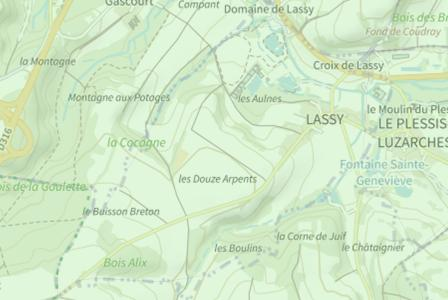 Gascourt
Compant
Domaine de Lassy
Bois des Br
Fond de Coudray
la Montagne
Croix de Lassy
Montagne aux Potages
les Aulnes
le Moulin du Ples
LASSY
LE PLESSIS
LUZARCHES
D316
la Cocagne
Fontaine Sainte-
Geneviève
ois de la Goulette
les Douze Arpents
le Buisson Breton
la Corne de Juif
les Boulins
le Châtaignier
Bois Alix